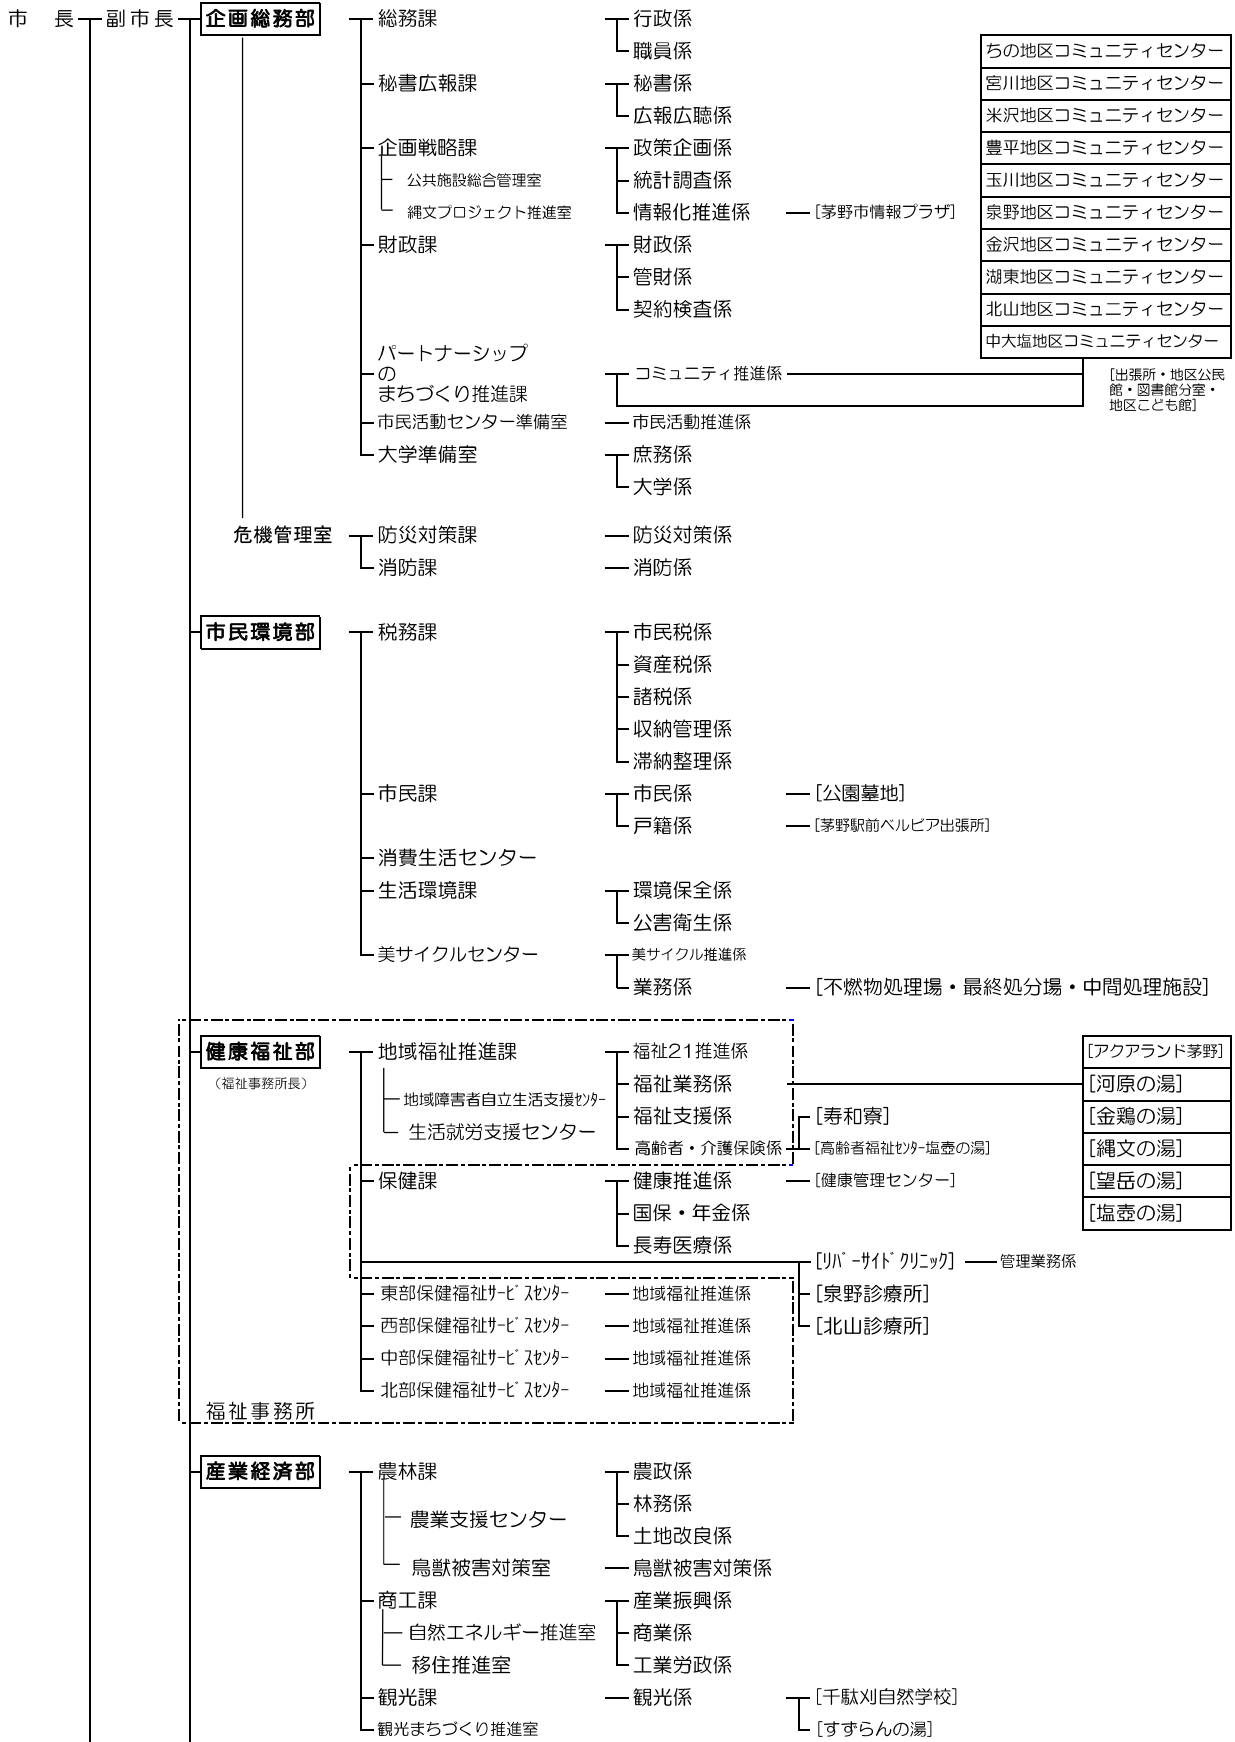 市　長
副市長
企画総務部
総務課
行政係
職員係
秘書広報課
秘書係
広報広聴係
企画戦略課
政策企画係
公共施設総合管理室
統計調査係
縄文プロジェクト推進室
情報化推進係
[茅野市情報プラザ]
財政課
財政係
管財係
契約検査係
ちの地区コミュニティセンター
宮川地区コミュニティセンター
米沢地区コミュニティセンター
豊平地区コミュニティセンター
玉川地区コミュニティセンター
泉野地区コミュニティセンター
金沢地区コミュニティセンター
湖東地区コミュニティセンター
北山地区コミュニティセンター
中大塩地区コミュニティセンター
パートナーシップ
の
まちづくり推進課
コミュニティ推進係
[出張所・地区公民
館・図書館分室・
地区こども館]
市民活動センター準備室
市民活動推進係
大学準備室
庶務係
大学係
危機管理室
防災対策課
防災対策係
消防課
消防係
市民環境部
税務課
市民税係
資産税係
諸税係
収納管理係
滞納整理係
市民課
市民係
[公園墓地]
戸籍係
[茅野駅前ベルビア出張所]
消費生活センター
生活環境課
環境保全係
公害衛生係
美サイクルセンター
美サイクル推進係
業務係
[不燃物処理場・最終処分場・中間処理施設]
健康福祉部
（福祉事務所長）
地域福祉推進課
福祉21推進係
[アクアランド茅野]
福祉業務係
[河原の湯]
地域障害者自立生活支援ｾﾝﾀｰ
福祉支援係
[寿和寮]
[金鶏の湯]
生活就労支援センター
高齢者・介護保険係
[高齢者福祉ｾﾝﾀｰ塩壺の湯]
[縄文の湯]
保健課
健康推進係
[健康管理センター]
[望岳の湯]
国保・年金係
[塩壺の湯]
長寿医療係
[ﾘﾊﾞｰｻｲﾄﾞｸﾘﾆｯｸ]
管理業務係
東部保健福祉ｻｰﾋﾞｽｾﾝﾀｰ
地域福祉推進係
[泉野診療所]
西部保健福祉ｻｰﾋﾞｽｾﾝﾀｰ
地域福祉推進係
[北山診療所]
中部保健福祉ｻｰﾋﾞｽｾﾝﾀｰ
地域福祉推進係
北部保健福祉ｻｰﾋﾞｽｾﾝﾀｰ
地域福祉推進係
福祉事務所
産業経済部
農林課
農政係
林務係
農業支援センター
土地改良係
鳥獣被害対策室
鳥獣被害対策係
商工課
産業振興係
自然エネルギー推進室
商業係
移住推進室
工業労政係
観光課
観光係
[千駄刈自然学校]
観光まちづくり推進室
[すずらんの湯]